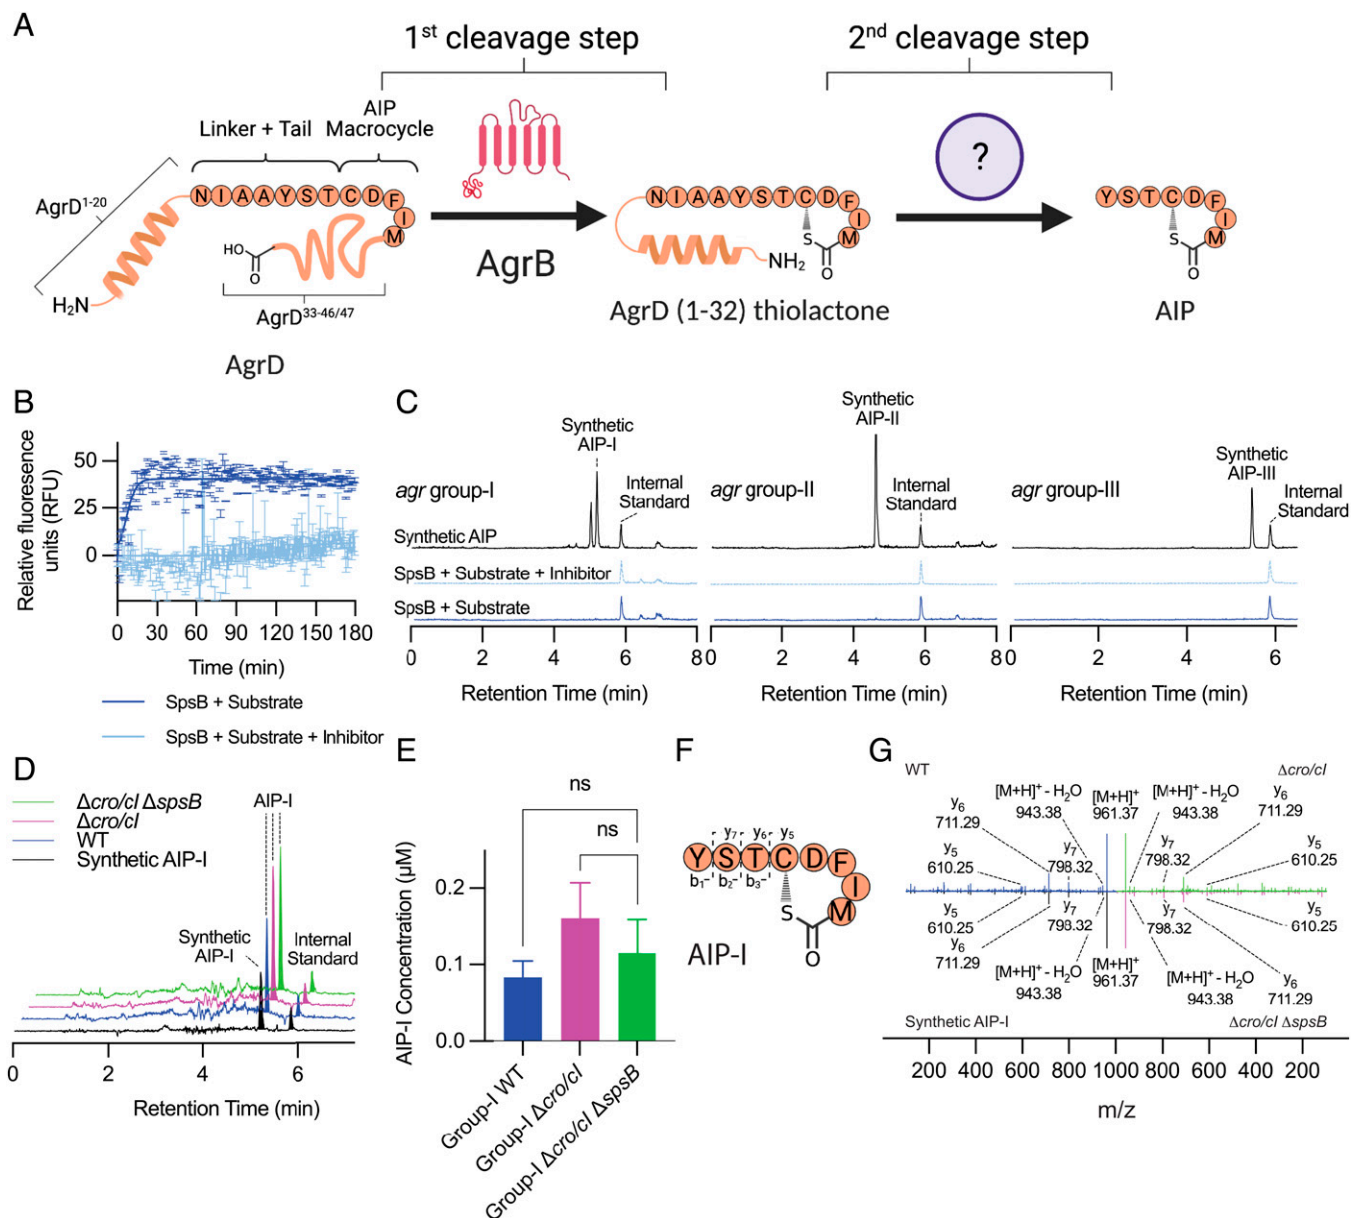 A
1st cleavage step
2nd cleavage step
Linker + Tail
AIP
Macrocycle
?
AgrD1-20
N I A A Y S T C D F I M
N I A A Y S T C D F I M
Y S T C D F I M
HO
O
S
O
S
O
H2N
NH2
AgrD33-46/47
AgrB
AgrD (1-32) thiolactone
AIP
AgrD
B
Relative fluoresence
units (RFU)
50
25
0
0 30 60 90 120 150 180
Time (min)
SpsB + Substrate
SpsB + Substrate + Inhibitor
C
Synthetic
AIP-I
agr group-I
Internal
Standard
Synthetic AIP
SpsB + Substrate + Inhibitor
SpsB + Substrate
0 2 4 6 8
Retention Time (min)
Synthetic
AIP-II
agr group-II
Internal
Standard
0 2 4 6 8
Retention Time (min)
Synthetic
AIP-III
agr group-III
Internal
Standard
0 2 4 6
Retention Time (min)
D
Δcro/cI ΔspsB
Δcro/cI
WT
Synthetic AIP-I
AIP-I
Synthetic
AIP-I
Internal
Standard
0 2 4 6
Retention Time (min)
E
AIP-I Concentration (µM)
ns
ns
0.2
0.1
0.0
Group-I WT
Group-I Δcro/cI
Group-I Δcro/cI ΔspsB
F
y7 y6 y5
Y S T C D F I M
b1 b2 b3
S
O
AIP-I
G
WT
Δcro/cI
y6
711.29
[M+H]+ - H2O
943.38
[M+H]+
961.37
[M+H]+ - H2O
943.38
y6
711.29
y5
610.25
y7
798.32
y7
798.32
y5
610.25
y5
610.25
y7
798.32
y7
798.32
y5
610.25
y6
711.29
[M+H]+ - H2O
943.38
[M+H]+
961.37
[M+H]+ - H2O
943.38
y6
711.29
Synthetic AIP-I
Δcro/cI ΔspsB
200 400 600 800 1000 800 600 400 200
m/z